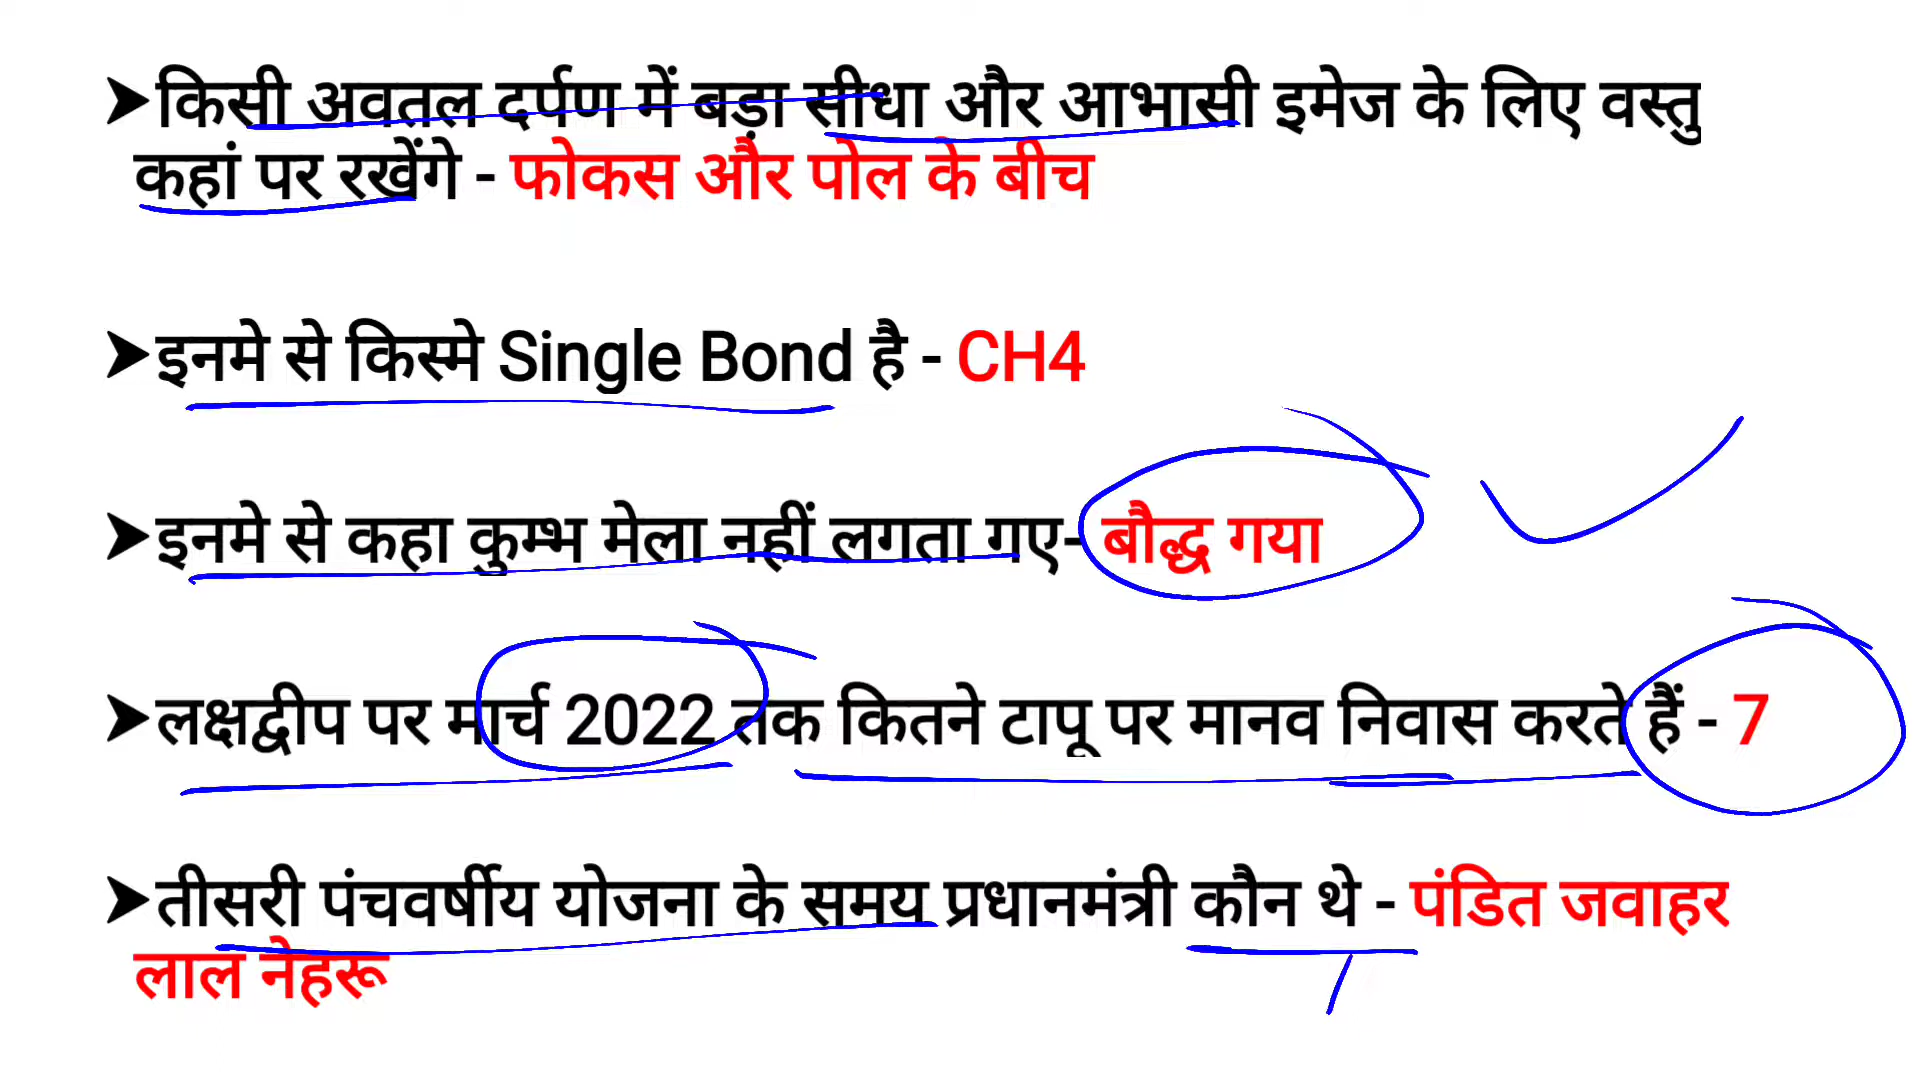 ➤किसी अवतल दर्पण में बड़ा सीधा और आभासी इमेज के लिए वस्तु
कहां पर रखेंगे - फोकस और पोल के बीच
➤इनमे से किस्मे Single Bond है - CH4
➤इनमे से कहा कुम्भ मेला नहीं लगता गए- बौद्ध गया
➤लक्षद्वीप पर मार्च 2022 तक कितने टापू पर मानव निवास करते हैं - 7
➤तीसरी पंचवर्षीय योजना के समय प्रधानमंत्री कौन थे - पंडित जवाहर
लाल नेहरू